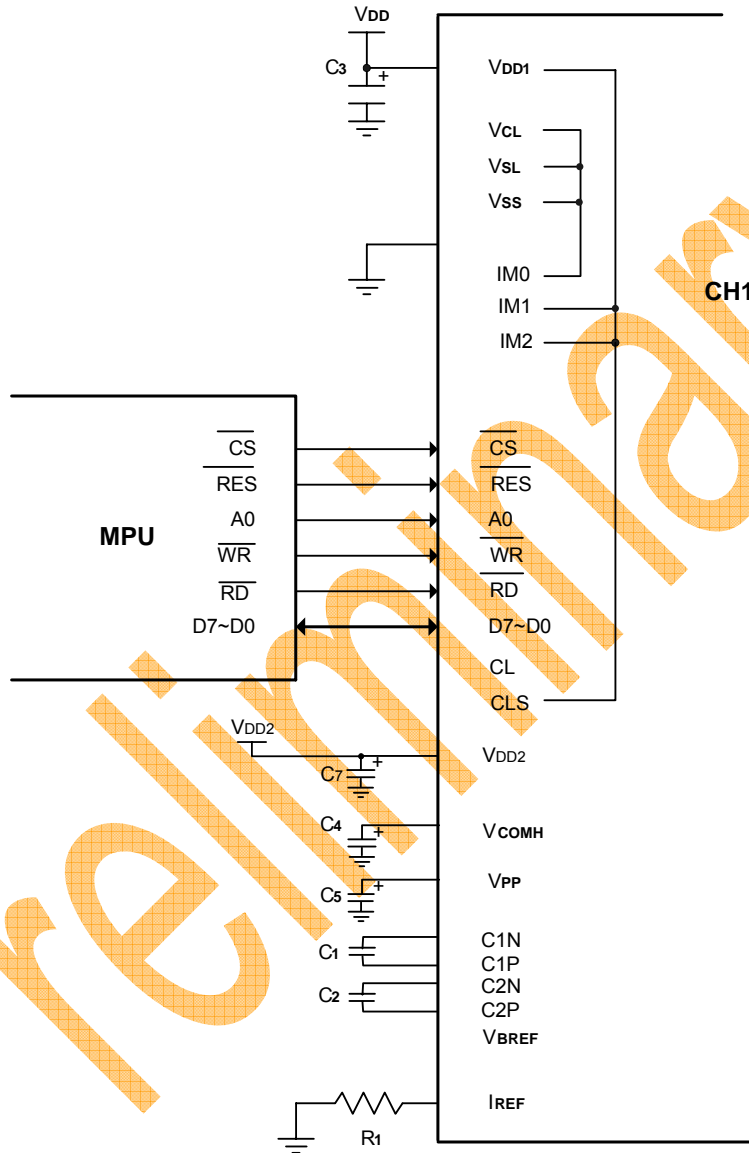 VDD
C3 +
VDD1
VCL
VSL
VSS
IM0
IM1
IM2
CH1
MPU
CS
RES
A0
WR
RD
D7~D0
CS
RES
A0
WR
RD
D7~D0
CL
CLS
VDD2
C7 +
VDD2
C4 +
VCOMH
C5 +
VPP
C1
C1N
C1P
C2
C2N
C2P
VBREF
R1
IREF
reliminar